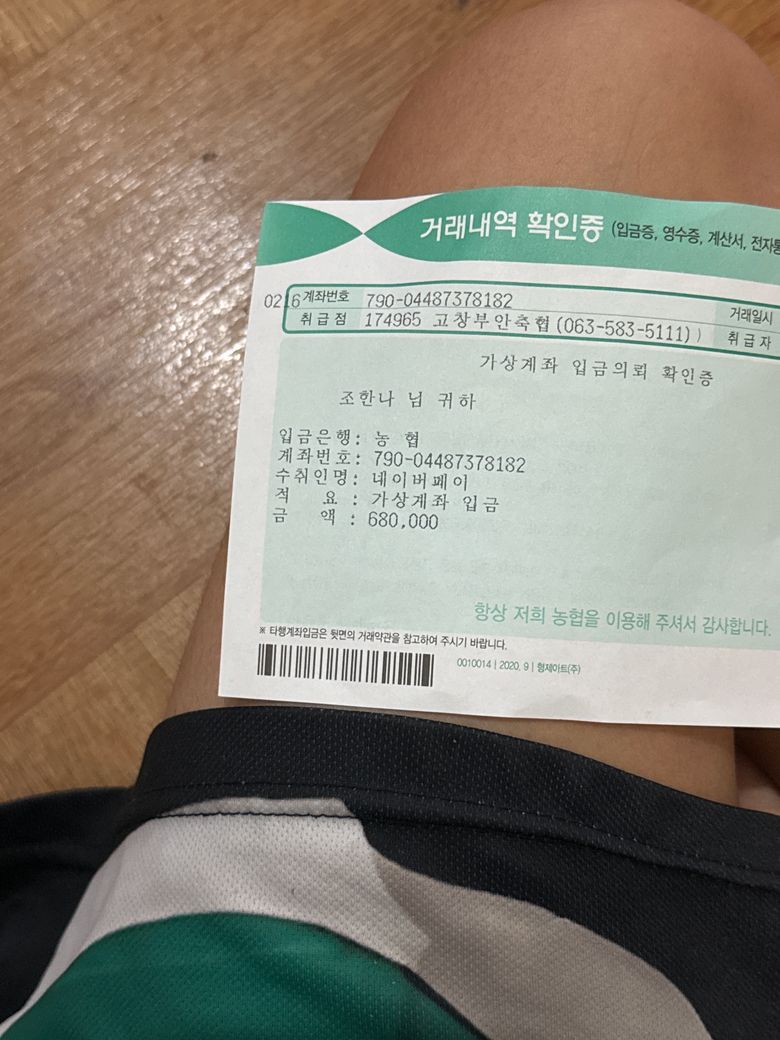 거래내역 확인증 (입금증, 영수증, 계산서, 전자통
0216 계좌번호 790-04487378182 거래일시
취급점 174965 고창부안축협(063-583-5111)) 취급자
가상계좌 입금의뢰 확인증
조한나 님 귀하
입금은행: 농 협
계좌번호: 790-04487378182
수취인명: 네이버페이
적 요 : 가상계좌 입금
금 액 : 680,000
항상 저희 농협을 이용해 주셔서 감사합니다.
※ 타행계좌입금은 뒷면의 거래약관을 참고하여 주시기 바랍니다.
0010014 | 2020. 9 | 형제아트(주)